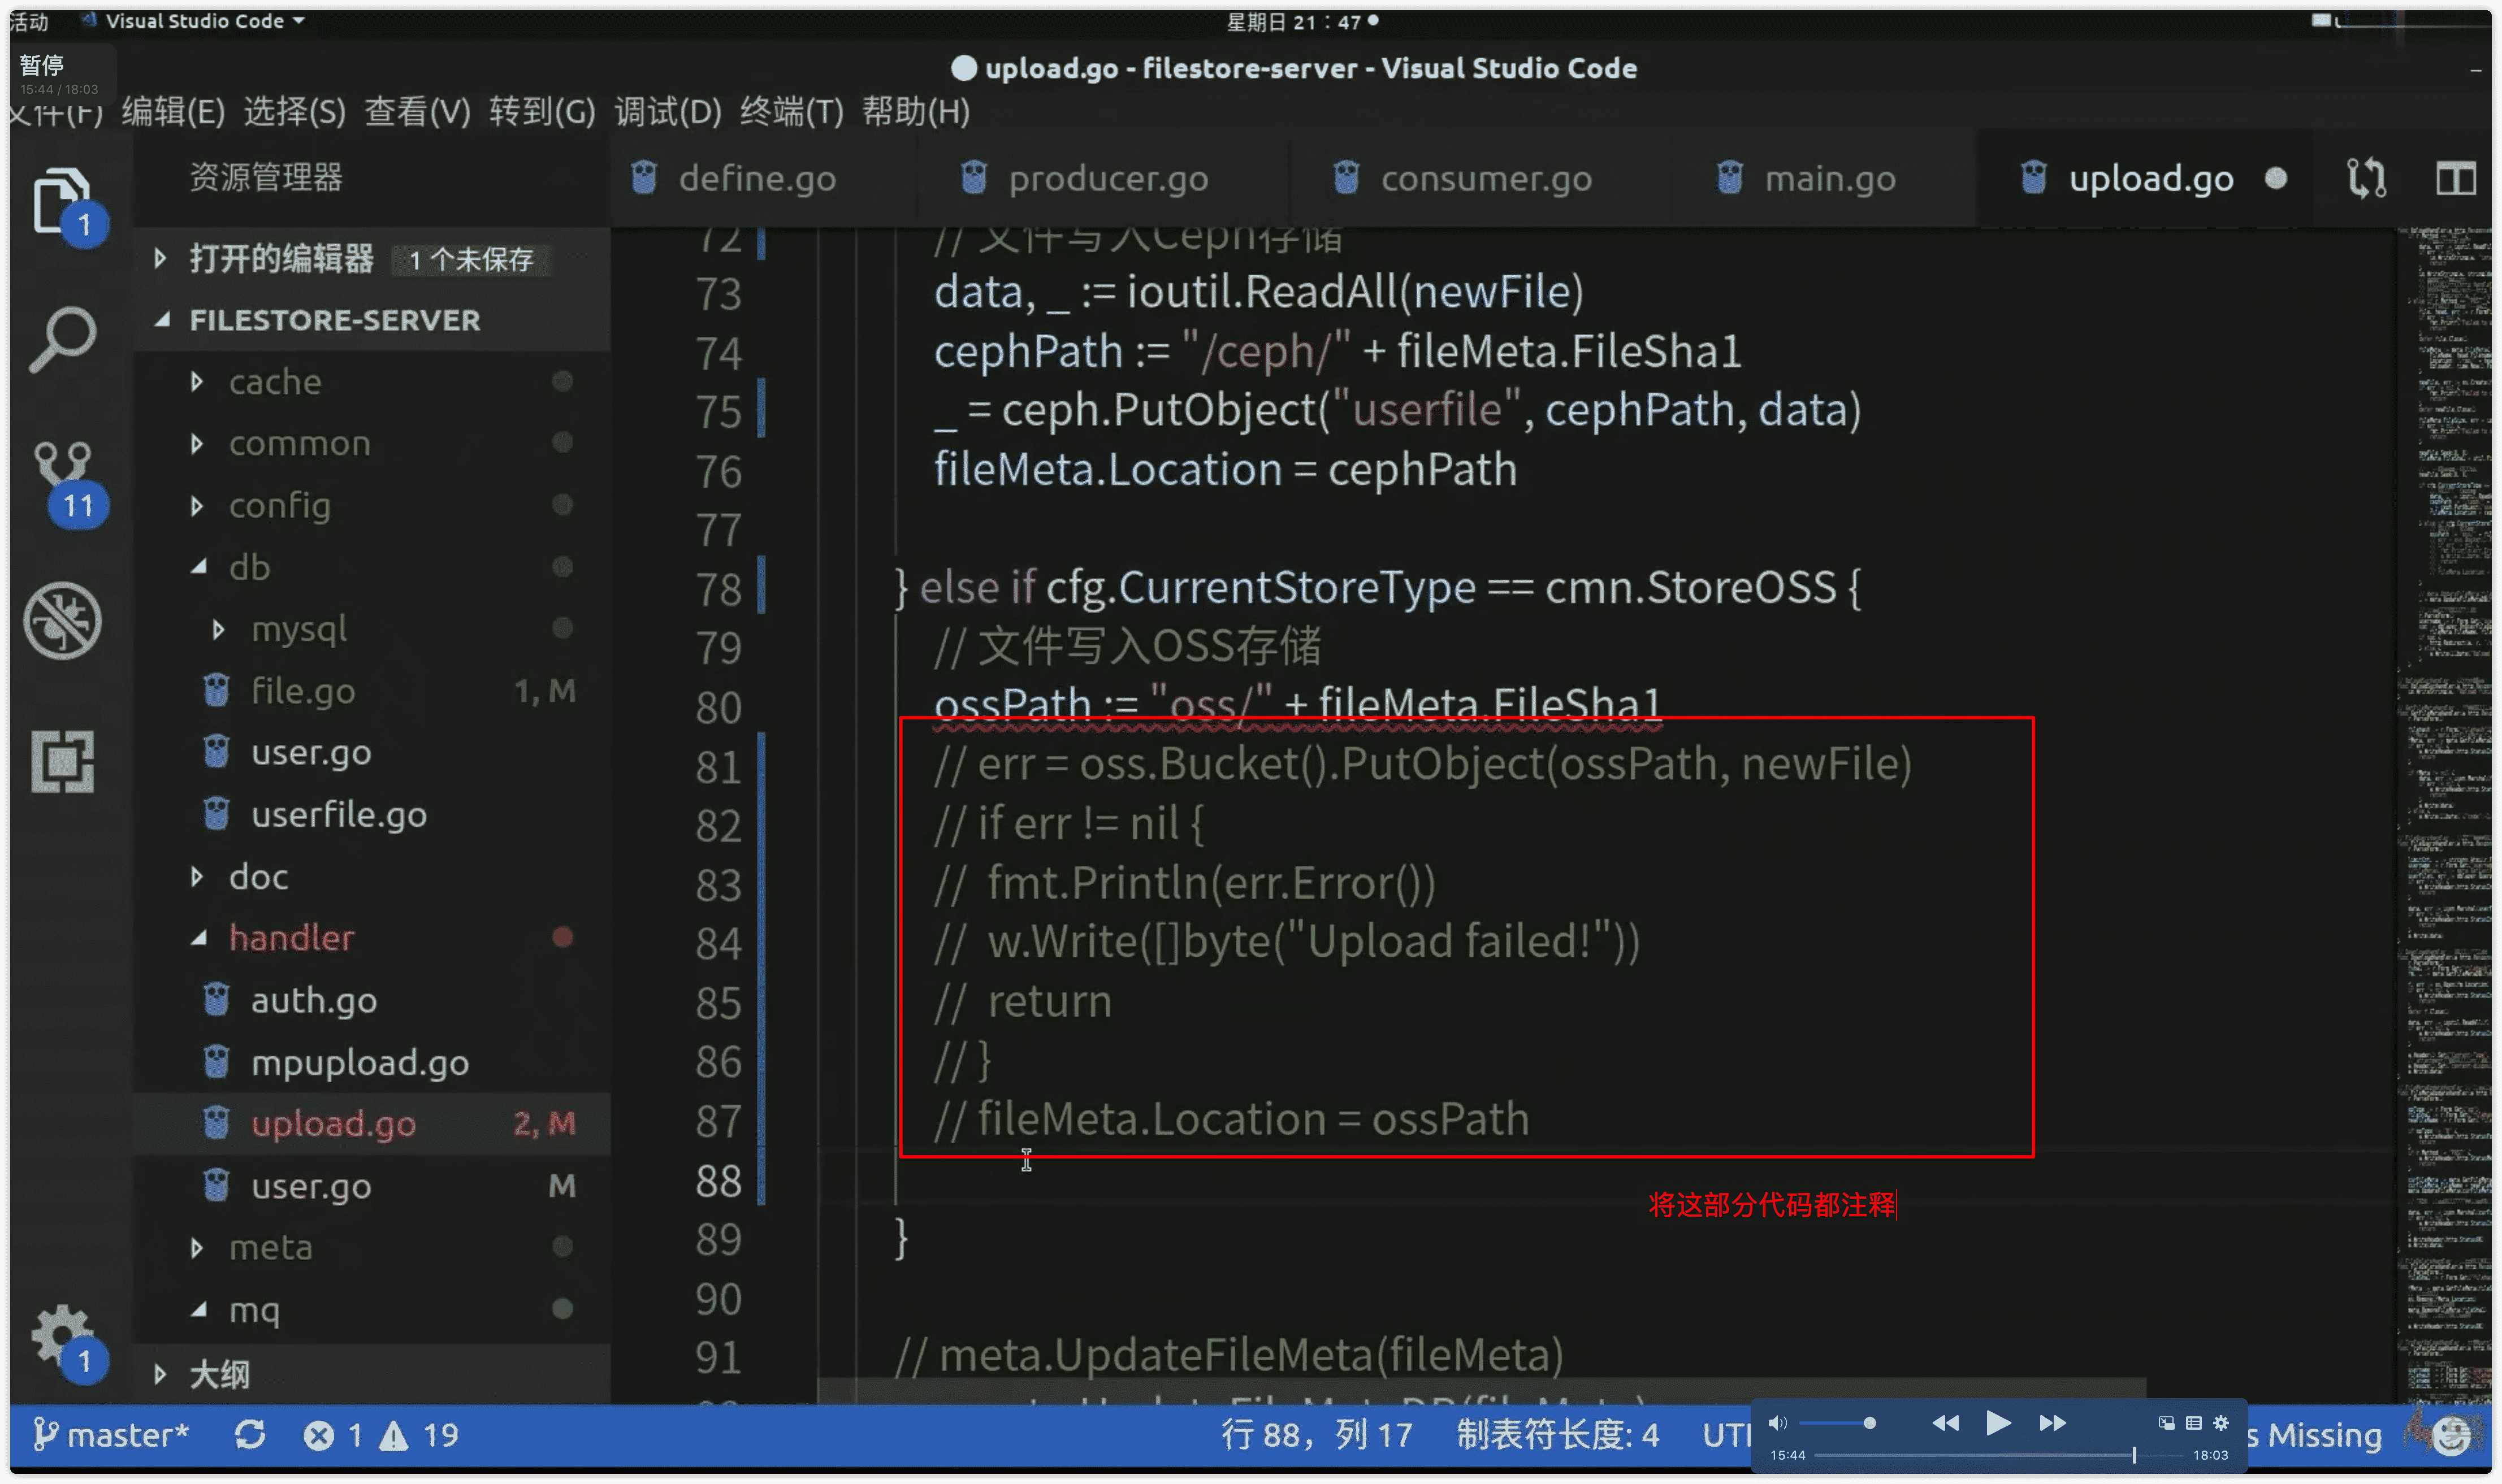 活动 Visual Studio Code 星期日 21：47
暂停
15:44 / 18:03
upload.go - filestore-server - Visual Studio Code
文件(F) 编辑(E) 选择(S) 查看(V) 转到(G) 调试(D) 终端(T) 帮助(H)
资源管理器
define.go producer.go consumer.go main.go upload.go
打开的编辑器 1 个未保存
FILESTORE-SERVER
cache
common
config
db
mysql
file.go 1, M
user.go
userfile.go
doc
handler
auth.go
mpupload.go
upload.go 2, M
user.go M
meta
mq
大纲
1
11
1
72 // 文件写入Ceph存储
73 data, _ := ioutil.ReadAll(newFile)
74 cephPath := "/ceph/" + fileMeta.FileSha1
75 _ = ceph.PutObject("userfile", cephPath, data)
76 fileMeta.Location = cephPath
77
78 } else if cfg.CurrentStoreType == cmn.StoreOSS {
79 // 文件写入OSS存储
80 ossPath := "oss/" + fileMeta.FileSha1
81 // err = oss.Bucket().PutObject(ossPath, newFile)
82 // if err != nil {
83 // fmt.Println(err.Error())
84 // w.Write([]byte("Upload failed!"))
85 // return
86 // }
87 // fileMeta.Location = ossPath
88
将这部分代码都注释
89 }
90
91 // meta.UpdateFileMeta(fileMeta)
master* 1 19 行 88，列 17 制表符长度: 4 UTF s Missing
15:44 18:03